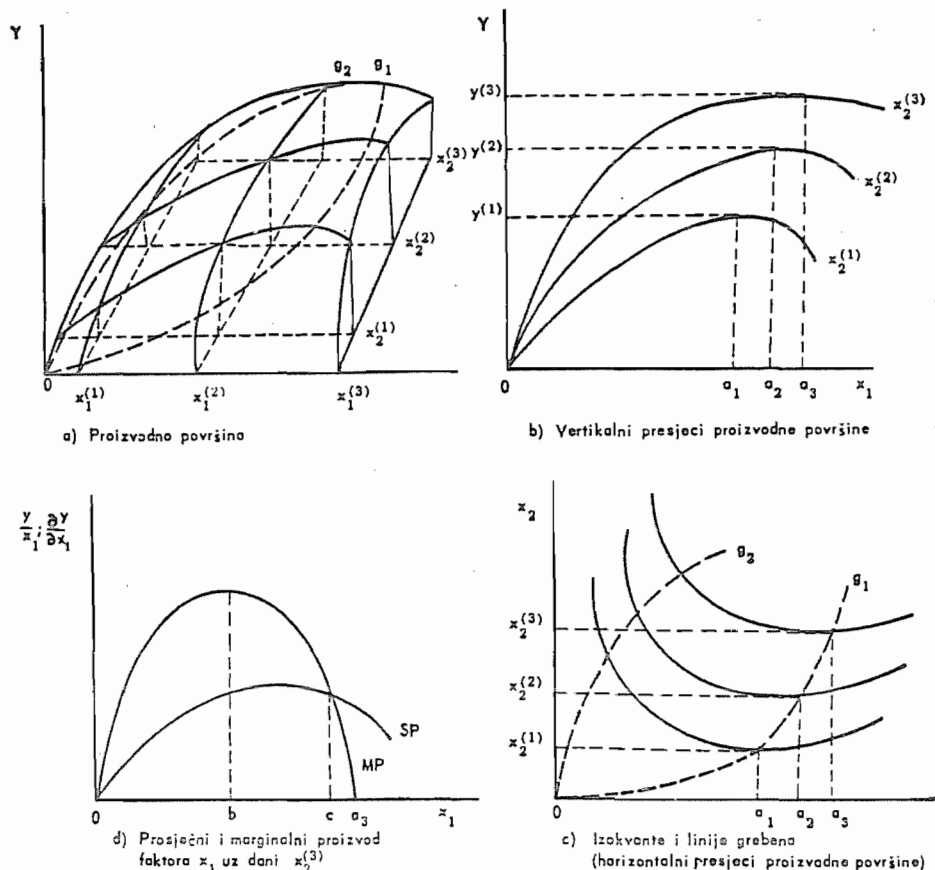 Y
g₂ g₁
x₂⁽³⁾
x₂⁽²⁾
x₂⁽¹⁾
0
x₁⁽¹⁾ x₁⁽²⁾ x₁⁽³⁾
a) Proizvodna površina
Y
y⁽³⁾
x₂⁽³⁾
y⁽²⁾
x₂⁽²⁾
y⁽¹⁾
x₂⁽¹⁾
0
a₁ a₂ a₃ x₁
b) Vertikalni presjeci proizvodne površine
y/x₁; ∂Y/∂x₁
SP
MP
0 b c a₃ x₁
d) Prosječni i marginalni proizvod
faktora x₁ uz dani x₂⁽³⁾
x₂
g₂
g₁
x₂⁽³⁾
x₂⁽²⁾
x₂⁽¹⁾
0
a₁ a₂ a₃
c) Izokvante i linije grebena
(horizontalni presjeci proizvodne površine)